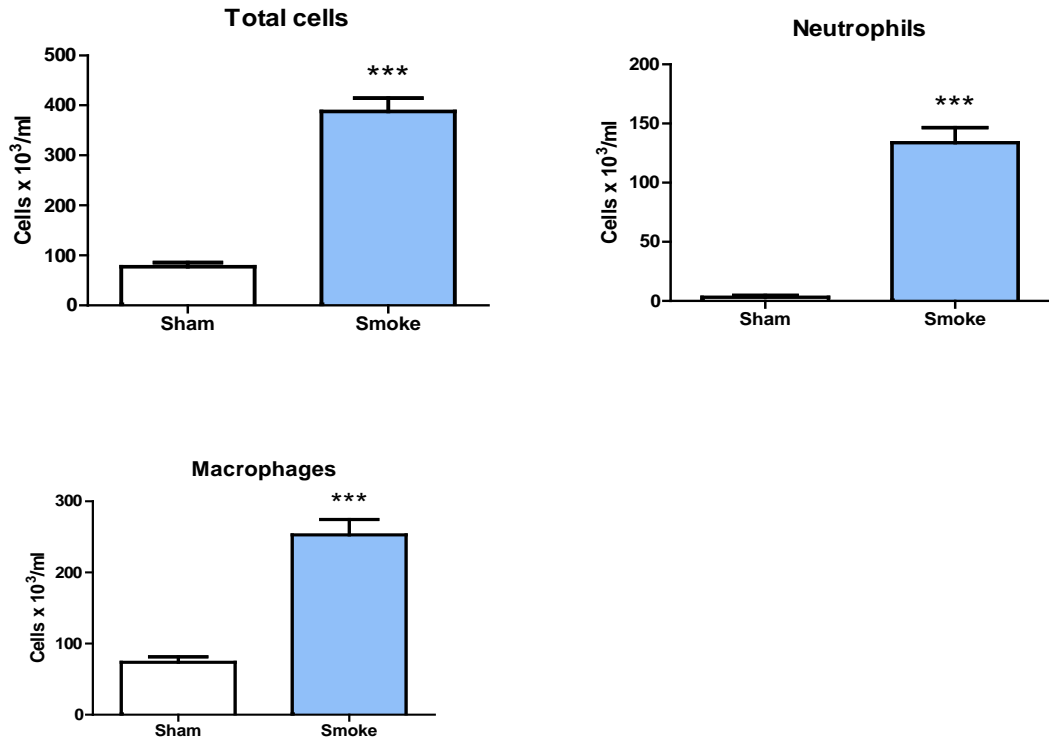 Total cells
500
400
300
200
100
0
Cells x 10³/ml
***
Sham
Smoke
Neutrophils
200
150
100
50
0
Cells x 10³/ml
***
Sham
Smoke
Macrophages
300
200
100
0
Cells x 10³/ml
***
Sham
Smoke